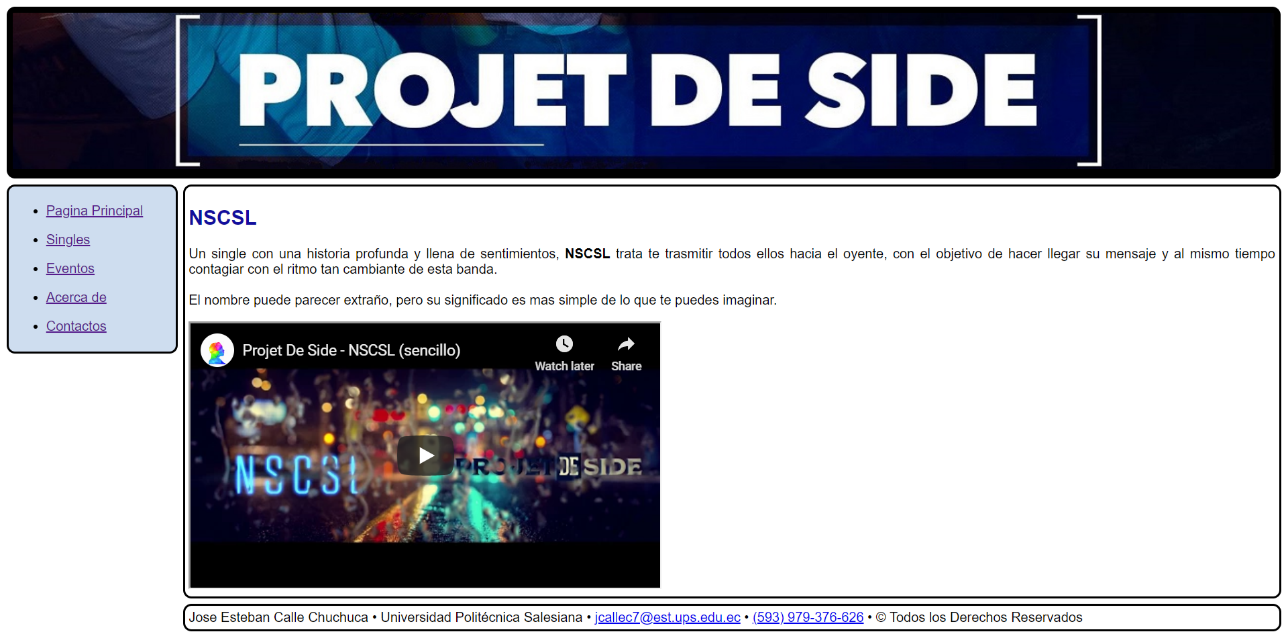 PROJET DE SIDE
Pagina Principal
Singles
Eventos
Acerca de
Contactos
NSCSL
Un single con una historia profunda y llena de sentimientos, NSCSL trata te trasmitir todos ellos hacia el oyente, con el objetivo de hacer llegar su mensaje y al mismo tiempo
contagiar con el ritmo tan cambiante de esta banda.
El nombre puede parecer extraño, pero su significado es mas simple de lo que te puedes imaginar.
Projet De Side - NSCSL (sencillo)
Watch later
Share
NSCSL
PROJET DE SIDE
Jose Esteban Calle Chuchuca • Universidad Politécnica Salesiana • jcallec7@est.ups.edu.ec • (593) 979-376-626 • © Todos los Derechos Reservados